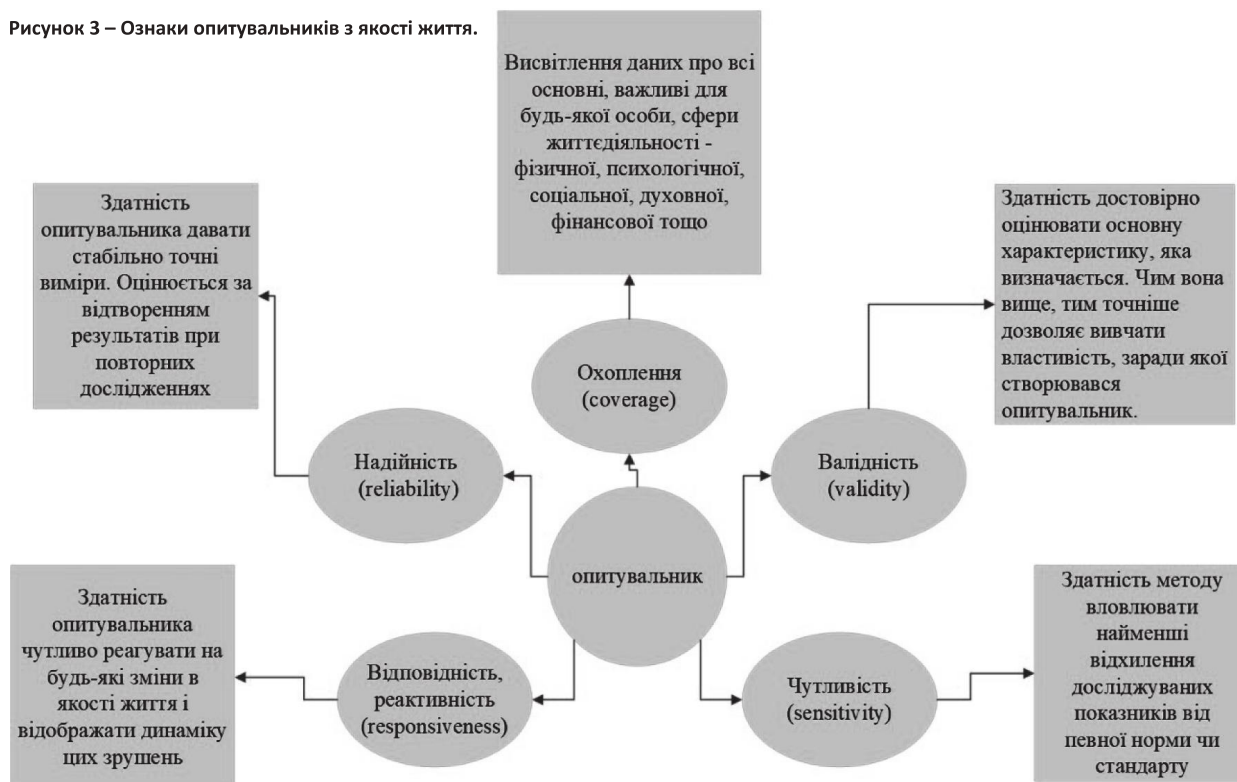 Рисунок 3 – Ознаки опитувальників з якості життя.
Висвітлення даних про всі
основні, важливі для
будь-якої особи, сфери
життєдіяльності -
фізичної, психологічної,
соціальної, духовної,
фінансової тощо
Здатність
опитувальника давати
стабільно точні
виміри. Оцінюється за
відтворенням
результатів при
повторних
дослідженнях
Здатність достовірно
оцінювати основну
характеристику, яка
визначається. Чим вона
вище, тим точніше
дозволяє вивчати
властивість, заради якої
створювався
опитувальник.
Охоплення
(coverage)
Надійність
(reliability)
Валідність
(validity)
опитувальник
Здатність
опитувальника
чутливо реагувати на
будь-які зміни в
якості життя і
відображати динаміку
цих зрушень
Відповідність,
реактивність
(responsiveness)
Чутливість
(sensitivity)
Здатність методу
вловлювати
найменші
відхилення
досліджуваних
показників від
певної норми чи
стандарту